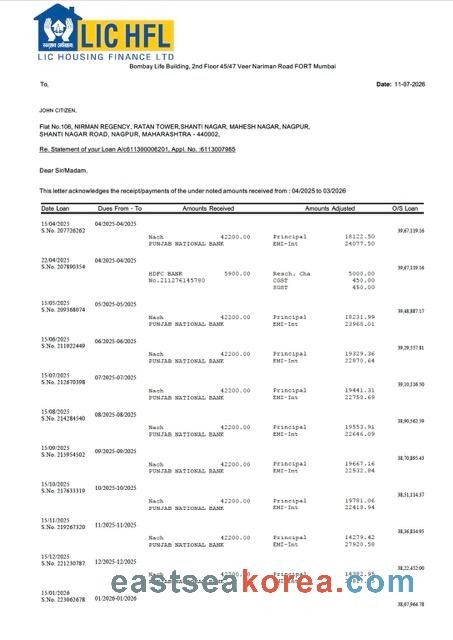 LIC HFL
LIC HOUSING FINANCE LTD
Bombay Life Building, 2nd Floor 45/47 Veer Nariman Road FORT Mumbai
To, Date: 11-07-2026
JOHN CITIZEN,
Flat No.106, NIRMAN REGENCY, RATAN TOWER,SHANTI NAGAR, MAHESH NAGAR, NAGPUR,
SHANTI NAGAR ROAD, NAGPUR, MAHARASHTRA - 440002,
Re. Statement of your Loan A/c611300006201, Appl. No. :6113007965
Dear Sir/Madam,
This letter acknowledges the receipt/payments of the under noted amounts received from : 04/2025 to 03/2026
Date Loan Dues From - To Amounts Received Amounts Adjusted O/S Loan
15/04/2025 04/2025-04/2025
S.No. 207726262 39,67,119.16
Nach 42200.00 Principal 18122.50
PUNJAB NATIONAL BANK EMI-Int 24077.50
22/04/2025 04/2025-04/2025
S.No. 207890354 39,67,119.16
HDFC BANK 5900.00 Resch. Cha 5000.00
No.211276145790 CGST 450.00
SGST 450.00
15/05/2025 05/2025-05/2025
S.No. 209568074 39,48,887.17
Nach 42200.00 Principal 18231.99
PUNJAB NATIONAL BANK EMI-Int 23968.01
15/06/2025 06/2025-06/2025
S.No. 211022449 39,29,557.81
Nach 42200.00 Principal 19329.36
PUNJAB NATIONAL BANK EMI-Int 22870.64
15/07/2025 07/2025-07/2025
S.No. 212670398 39,10,116.50
Nach 42200.00 Principal 19441.31
PUNJAB NATIONAL BANK EMI-Int 22758.69
15/08/2025 08/2025-08/2025
S.No. 214284540 38,90,562.59
Nach 42200.00 Principal 19553.91
PUNJAB NATIONAL BANK EMI-Int 22646.09
15/09/2025 09/2025-09/2025
S.No. 215954502 38,70,895.43
Nach 42200.00 Principal 19667.16
PUNJAB NATIONAL BANK EMI-Int 22532.84
15/10/2025 10/2025-10/2025
S.No. 217633319 38,51,114.37
Nach 42200.00 Principal 19781.06
PUNJAB NATIONAL BANK EMI-Int 22418.94
15/11/2025 11/2025-11/2025
S.No. 219267320 38,36,834.95
Nach 42200.00 Principal 14279.42
PUNJAB NATIONAL BANK EMI-Int 27920.58
15/12/2025 12/2025-12/2025
S.No. 221230787 38,22,452.00
Nach 42200.00 Principal 14382.95
PUNJAB NATIONAL BANK
eastseakorea.com
15/01/2026 01/2026-01/2026
S.No. 223062678 38,07,964.78